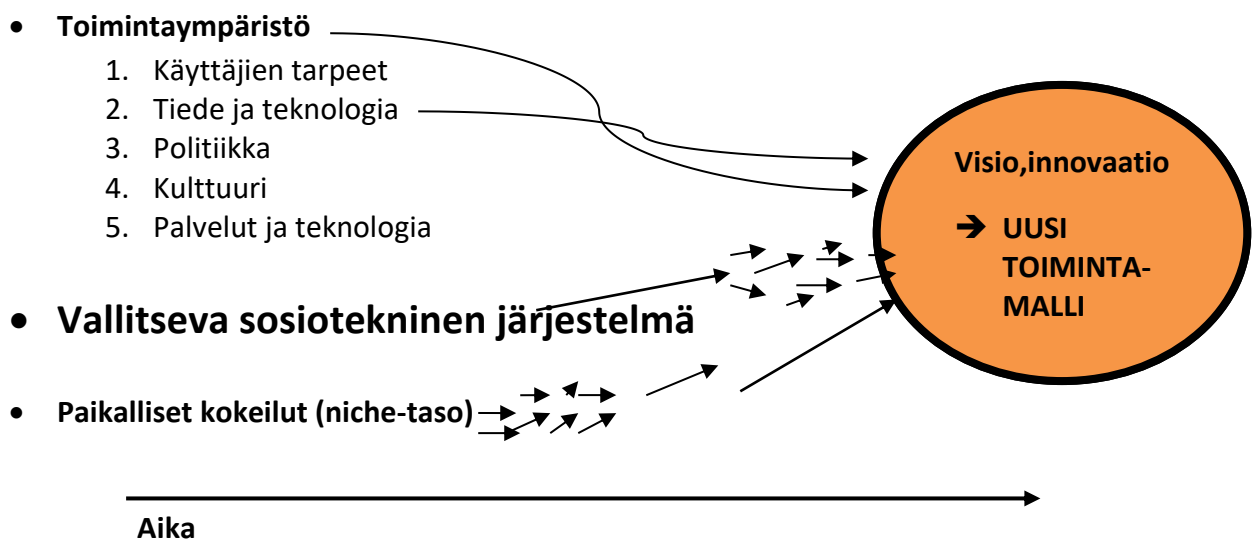 • Toimintaympäristö
1. Käyttäjien tarpeet
2. Tiede ja teknologia
3. Politiikka
4. Kulttuuri
5. Palvelut ja teknologia
• Vallitseva sosiotekninen järjestelmä
• Paikalliset kokeilut (niche-taso)
Visio,innovaatio
➔ UUSI
TOIMINTA-
MALLI
Aika